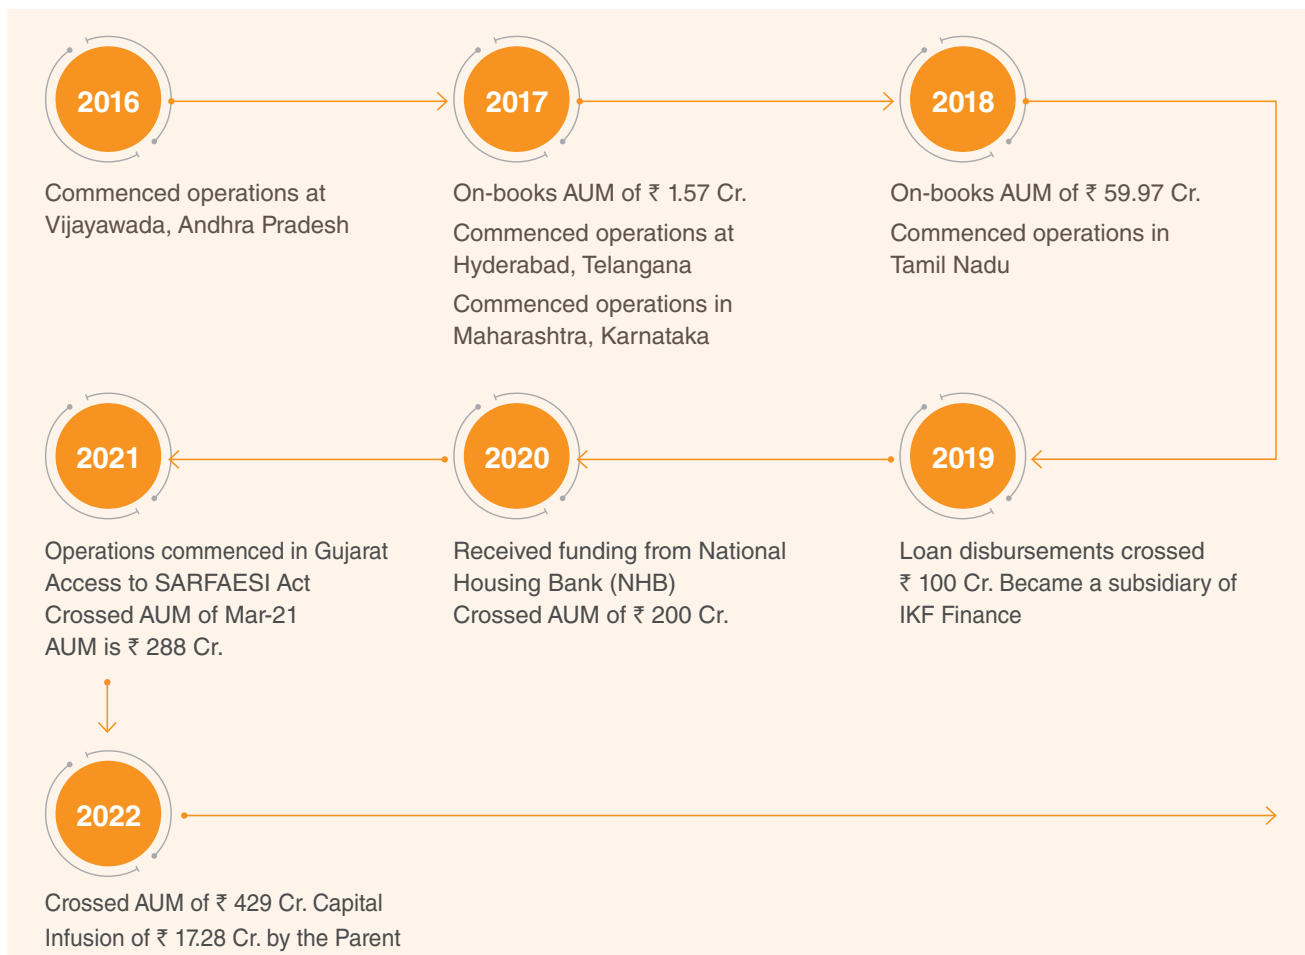 2016
Commenced operations at
Vijayawada, Andhra Pradesh
2017
On-books AUM of ₹ 1.57 Cr.
Commenced operations at
Hyderabad, Telangana
Commenced operations in
Maharashtra, Karnataka
2018
On-books AUM of ₹ 59.97 Cr.
Commenced operations in
Tamil Nadu
2019
Loan disbursements crossed
₹ 100 Cr. Became a subsidiary of
IKF Finance
2020
Received funding from National
Housing Bank (NHB)
Crossed AUM of ₹ 200 Cr.
2021
Operations commenced in Gujarat
Access to SARFAESI Act
Crossed AUM of Mar-21
AUM is ₹ 288 Cr.
2022
Crossed AUM of ₹ 429 Cr. Capital
Infusion of ₹ 17.28 Cr. by the Parent